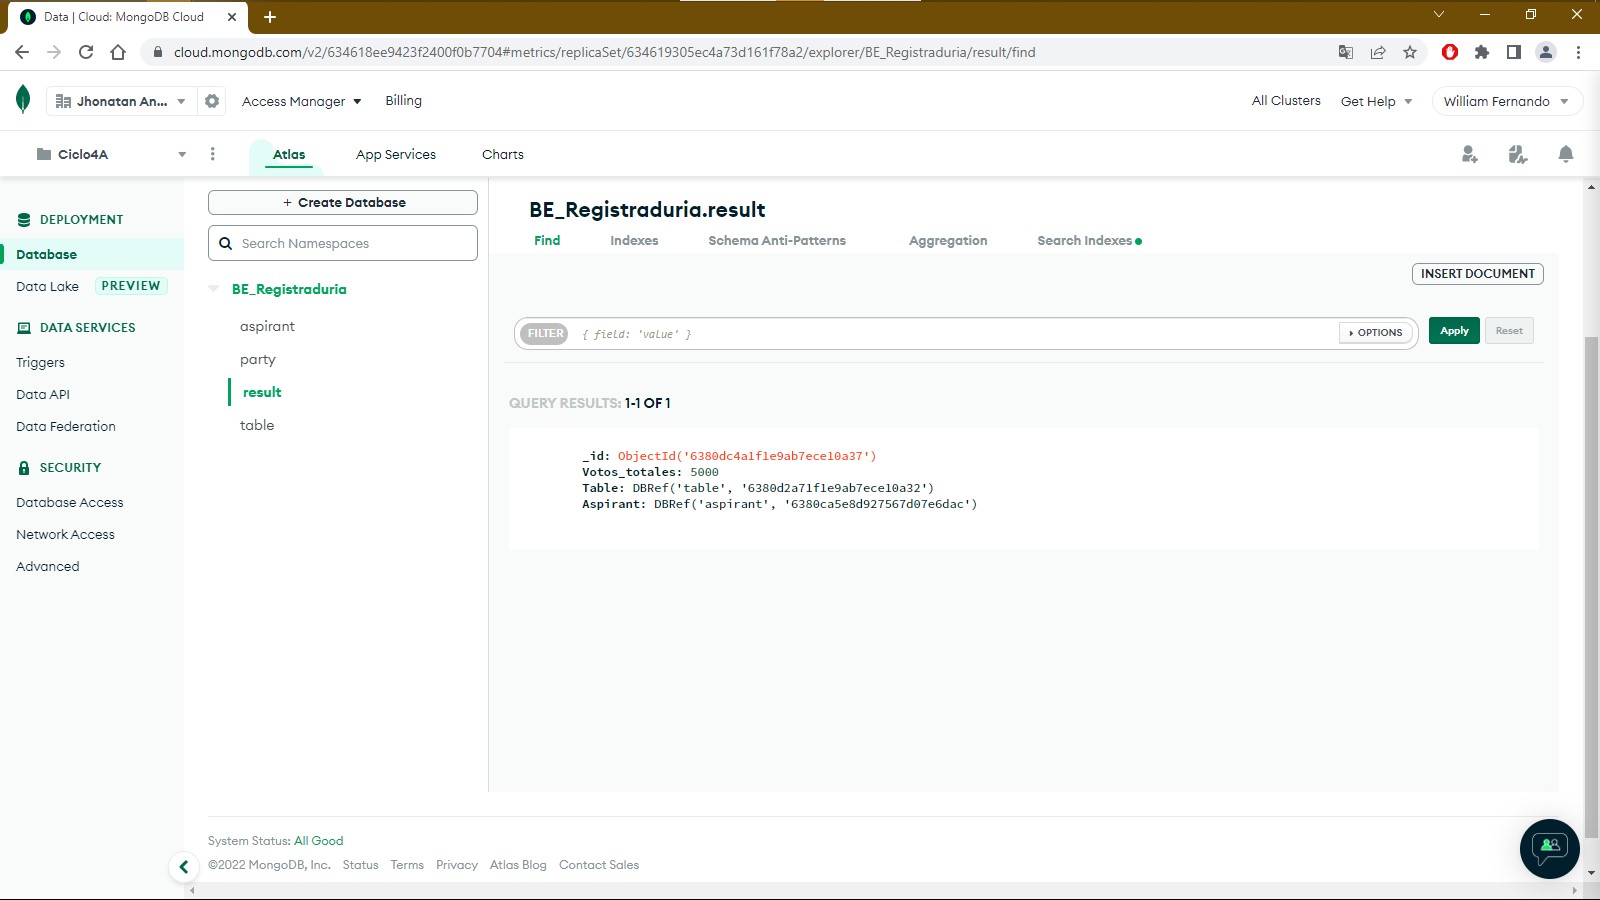 Data | Cloud: MongoDB Cloud
cloud.mongodb.com/v2/634618ee9423f2400f0b7704#metrics/replicaSet/634619305ec4a73d161f78a2/explorer/BE_Registraduria/result/find
Jhonatan An...
Access Manager
Billing
All Clusters
Get Help
William Fernando
Ciclo4A
Atlas
App Services
Charts
DEPLOYMENT
Database
Data Lake PREVIEW
DATA SERVICES
Triggers
Data API
Data Federation
SECURITY
Database Access
Network Access
Advanced
+ Create Database
Search Namespaces
BE_Registraduria
aspirant
party
result
table
BE_Registraduria.result
Find
Indexes
Schema Anti-Patterns
Aggregation
Search Indexes
INSERT DOCUMENT
FILTER { field: 'value' }
OPTIONS
Apply
Reset
QUERY RESULTS: 1-1 OF 1
_id: ObjectId('6380dc4a1f1e9ab7ece10a37')
Votos_totales: 5000
Table: DBRef('table', '6380d2a71f1e9ab7ece10a32')
Aspirant: DBRef('aspirant', '6380ca5e8d927567d07e6dac')
System Status: All Good
©2022 MongoDB, Inc. Status Terms Privacy Atlas Blog Contact Sales